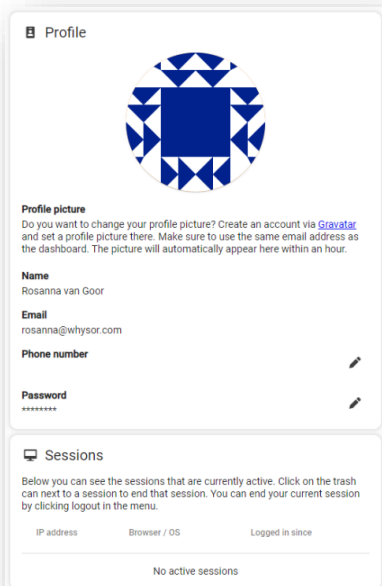 Profile
Profile picture
Do you want to change your profile picture? Create an account via Gravatar
and set a profile picture there. Make sure to use the same email address as
the dashboard. The picture will automatically appear here within an hour.
Name
Rosanna van Goor
Email
rosanna@whysor.com
Phone number
Password
********
Sessions
Below you can see the sessions that are currently active. Click on the trash
can next to a session to end that session. You can end your current session
by clicking logout in the menu.
IP address Browser / OS Logged in since
No active sessions